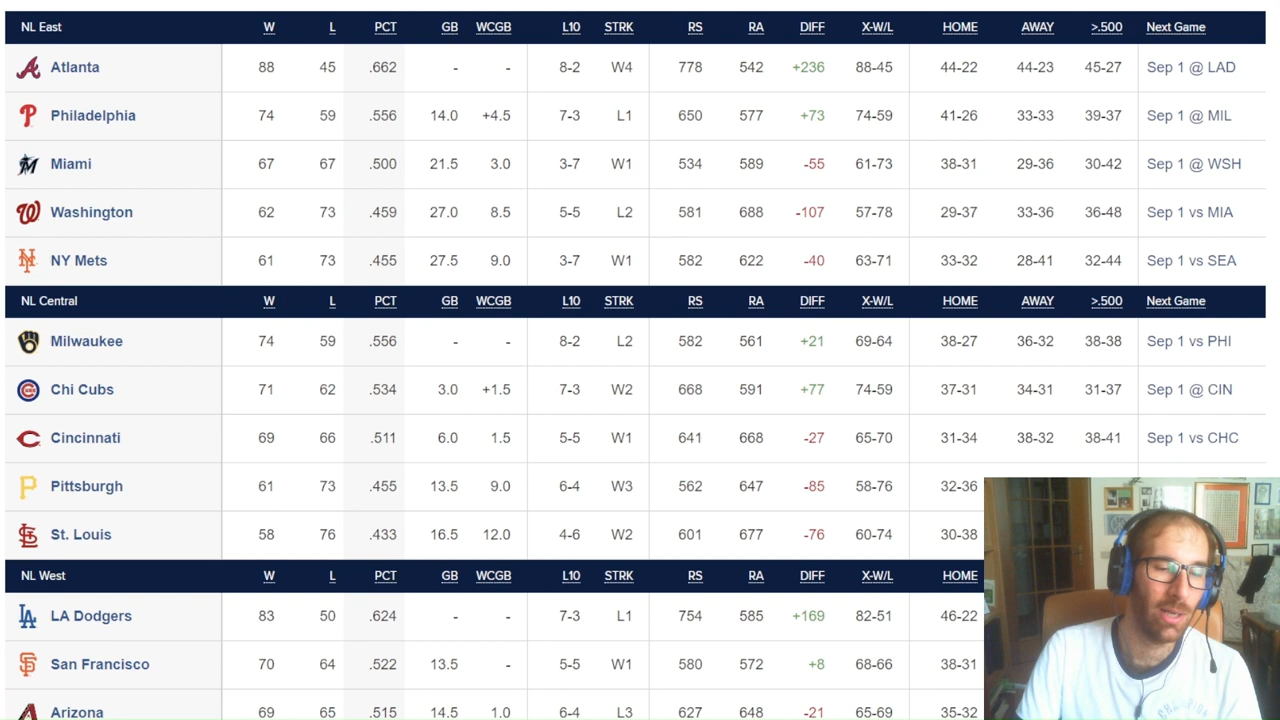 NL East W L PCT GB WCGB L10 STRK RS RA DIFF X-W/L HOME AWAY >.500 Next Game
Atlanta 88 45 .662 - - 8-2 W4 778 542 +236 88-45 44-22 44-23 45-27 Sep 1 @ LAD
Philadelphia 74 59 .556 14.0 +4.5 7-3 L1 650 577 +73 74-59 41-26 33-33 39-37 Sep 1 @ MIL
Miami 67 67 .500 21.5 3.0 3-7 W1 534 589 -55 61-73 38-31 29-36 30-42 Sep 1 @ WSH
Washington 62 73 .459 27.0 8.5 5-5 L2 581 688 -107 57-78 29-37 33-36 36-48 Sep 1 vs MIA
NY Mets 61 73 .455 27.5 9.0 3-7 W1 582 622 -40 63-71 33-32 28-41 32-44 Sep 1 vs SEA
NL Central W L PCT GB WCGB L10 STRK RS RA DIFF X-W/L HOME AWAY >.500 Next Game
Milwaukee 74 59 .556 - - 8-2 L2 582 561 +21 69-64 38-27 36-32 38-38 Sep 1 vs PHI
Chi Cubs 71 62 .534 3.0 +1.5 7-3 W2 668 591 +77 74-59 37-31 34-31 31-37 Sep 1 @ CIN
Cincinnati 69 66 .511 6.0 1.5 5-5 W1 641 668 -27 65-70 31-34 38-32 38-41 Sep 1 vs CHC
Pittsburgh 61 73 .455 13.5 9.0 6-4 W3 562 647 -85 58-76 32-36
St. Louis 58 76 .433 16.5 12.0 4-6 W2 601 677 -76 60-74 30-38
NL West W L PCT GB WCGB L10 STRK RS RA DIFF X-W/L HOME
LA Dodgers 83 50 .624 - - 7-3 L1 754 585 +169 82-51 46-22
San Francisco 70 64 .522 13.5 - 5-5 W1 580 572 +8 68-66 38-31
Arizona 69 65 .515 14.5 1.0 6-4 L3 627 648 -21 65-69 35-32